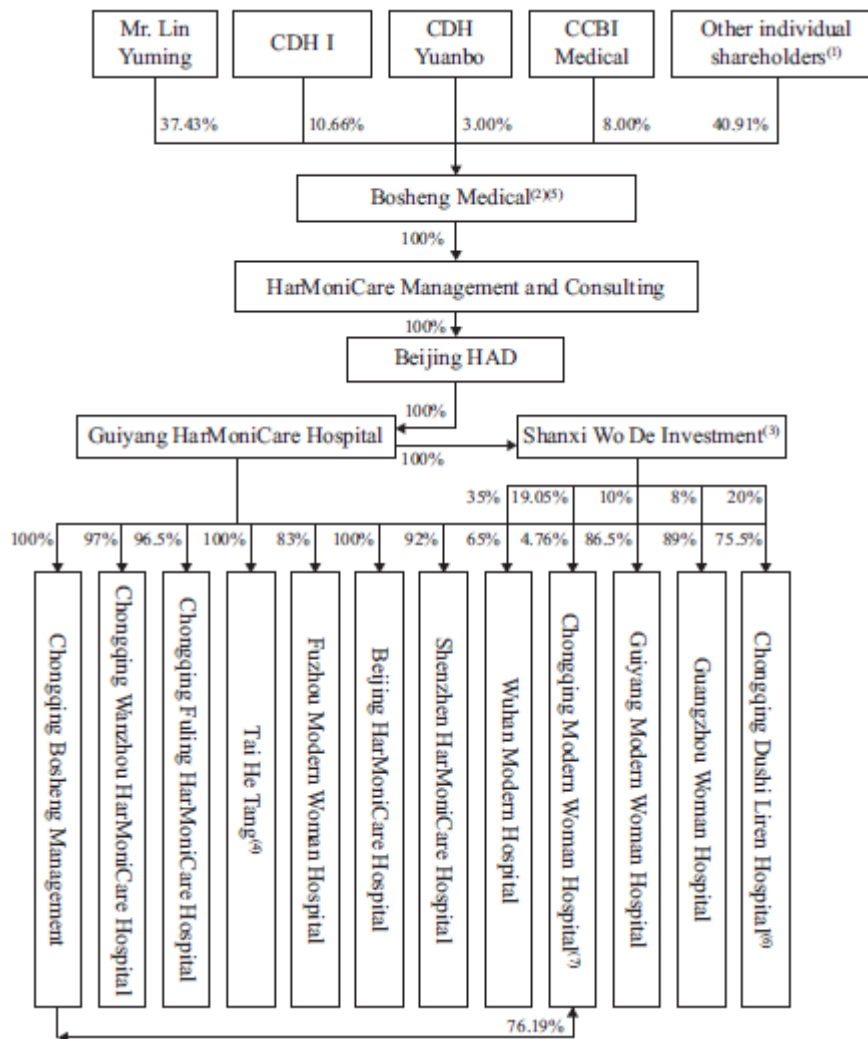 Mr. Lin
Yuming
CDH I
CDH
Yuanbo
CCBI
Medical
Other individual
shareholders(1)
37.43%
10.66%
3.00%
8.00%
40.91%
Bosheng Medical(2)(5)
100%
HarMoniCare Management and Consulting
100%
Beijing HAD
100%
Guiyang HarMoniCare Hospital
Shanxi Wo De Investment(3)
100%
35%
19.05%
10%
8%
20%
100%
97%
96.5%
100%
83%
100%
92%
65%
4.76%
86.5%
89%
75.5%
Chongqing Bosheng Management
Chongqing Wanzhou HarMoniCare Hospital
Chongqing Fuling HarMoniCare Hospital
Tai He Tang(4)
Fuzhou Modern Woman Hospital
Beijing HarMoniCare Hospital
Shenzhen HarMoniCare Hospital
Wuhan Modern Hospital
Chongqing Modern Woman Hospital(7)
Guiyang Modern Woman Hospital
Guangzhou Woman Hospital
Chongqing Dushi Liren Hospital(6)
76.19%